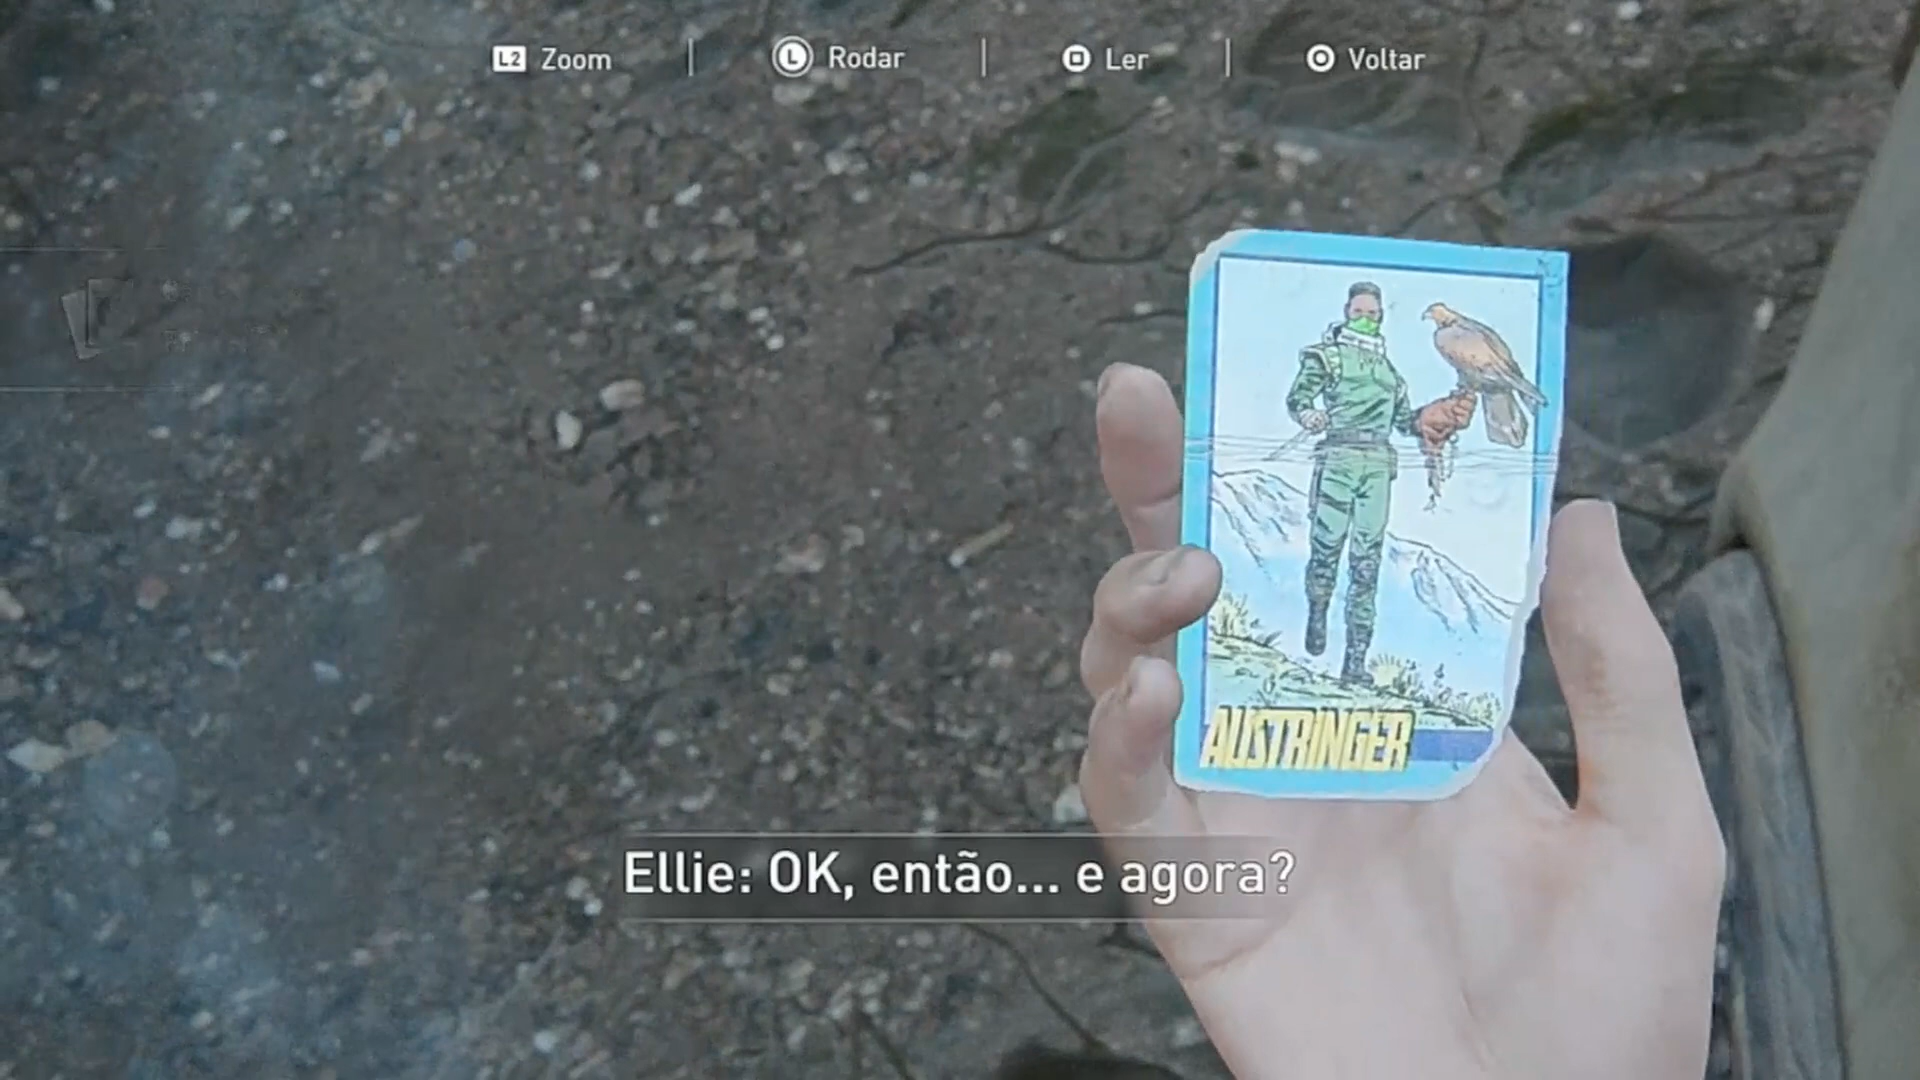 L2 Zoom | L Rodar | Ler | Voltar
AUSTRINGER
Ellie: OK, então... e agora?